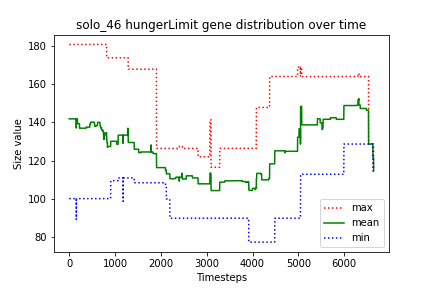 solo_46 hungerLimit gene distribution over time
180
160
140
120
100
80
Size value
0
1000
2000
3000
4000
5000
6000
Timesteps
max
mean
min